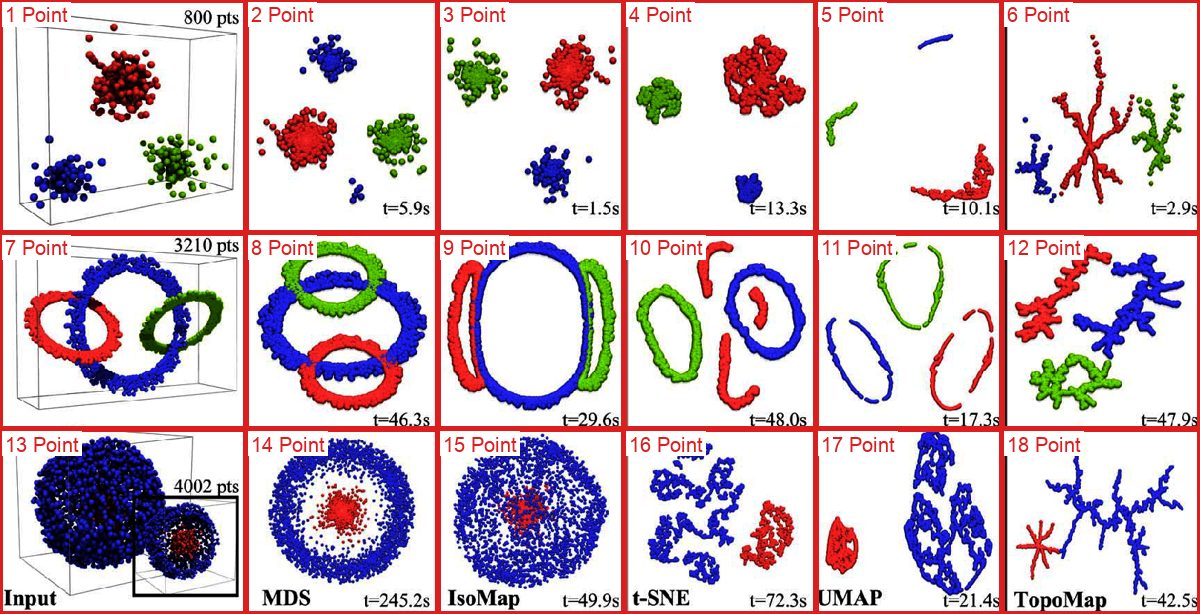 1 Point
800 pts
2 Point
t=5.9s
3 Point
t=1.5s
4 Point
t=13.3s
5 Point
t=10.1s
6 Point
t=2.9s
7 Point
3210 pts
8 Point
t=46.3s
9 Point
t=29.6s
10 Point
t=48.0s
11 Point
t=17.3s
12 Point
t=47.9s
13 Point
4002 pts
Input
14 Point
MDS
t=245.2s
15 Point
IsoMap
t=49.9s
16 Point
t-SNE
t=72.3s
17 Point
UMAP
t=21.4s
18 Point
TopoMap
t=42.5s